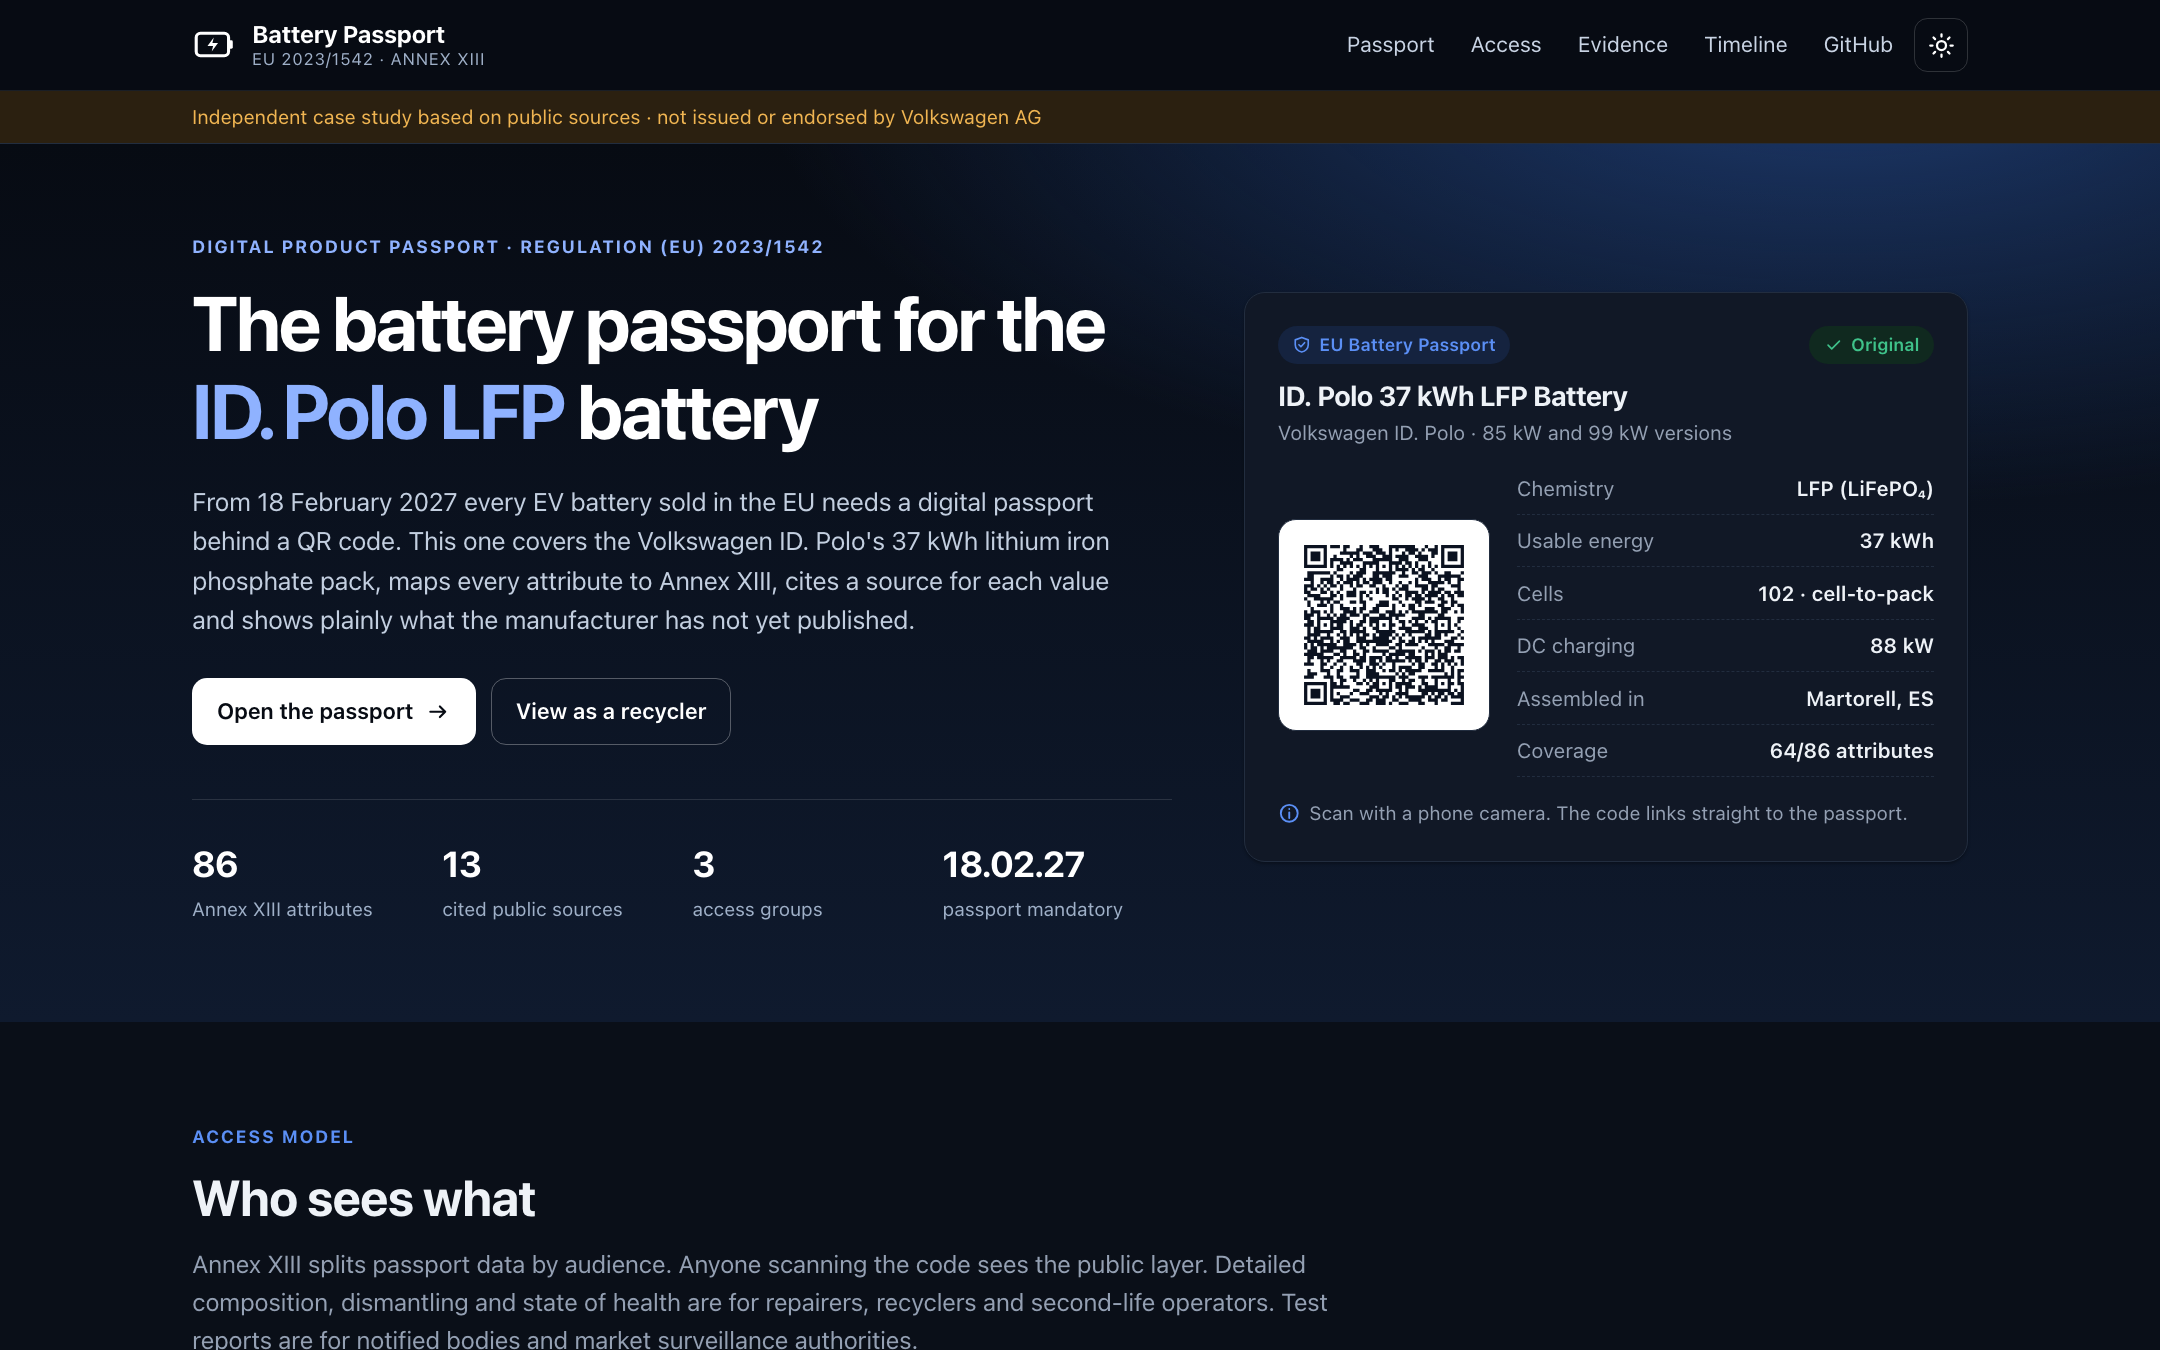 Battery Passport
EU 2023/1542 · ANNEX XIII
Passport
Access
Evidence
Timeline
GitHub
Independent case study based on public sources · not issued or endorsed by Volkswagen AG
DIGITAL PRODUCT PASSPORT · REGULATION (EU) 2023/1542
The battery passport for the
ID. Polo LFP battery
From 18 February 2027 every EV battery sold in the EU needs a digital passport
behind a QR code. This one covers the Volkswagen ID. Polo's 37 kWh lithium iron
phosphate pack, maps every attribute to Annex XIII, cites a source for each value
and shows plainly what the manufacturer has not yet published.
Open the passport →
View as a recycler
86
Annex XIII attributes
13
cited public sources
3
access groups
18.02.27
passport mandatory
EU Battery Passport
Original
ID. Polo 37 kWh LFP Battery
Volkswagen ID. Polo · 85 kW and 99 kW versions
Chemistry LFP (LiFePO₄)
Usable energy 37 kWh
Cells 102 · cell-to-pack
DC charging 88 kW
Assembled in Martorell, ES
Coverage 64/86 attributes
Scan with a phone camera. The code links straight to the passport.
ACCESS MODEL
Who sees what
Annex XIII splits passport data by audience. Anyone scanning the code sees the public layer. Detailed
composition, dismantling and state of health are for repairers, recyclers and second-life operators. Test
reports are for notified bodies and market surveillance authorities.